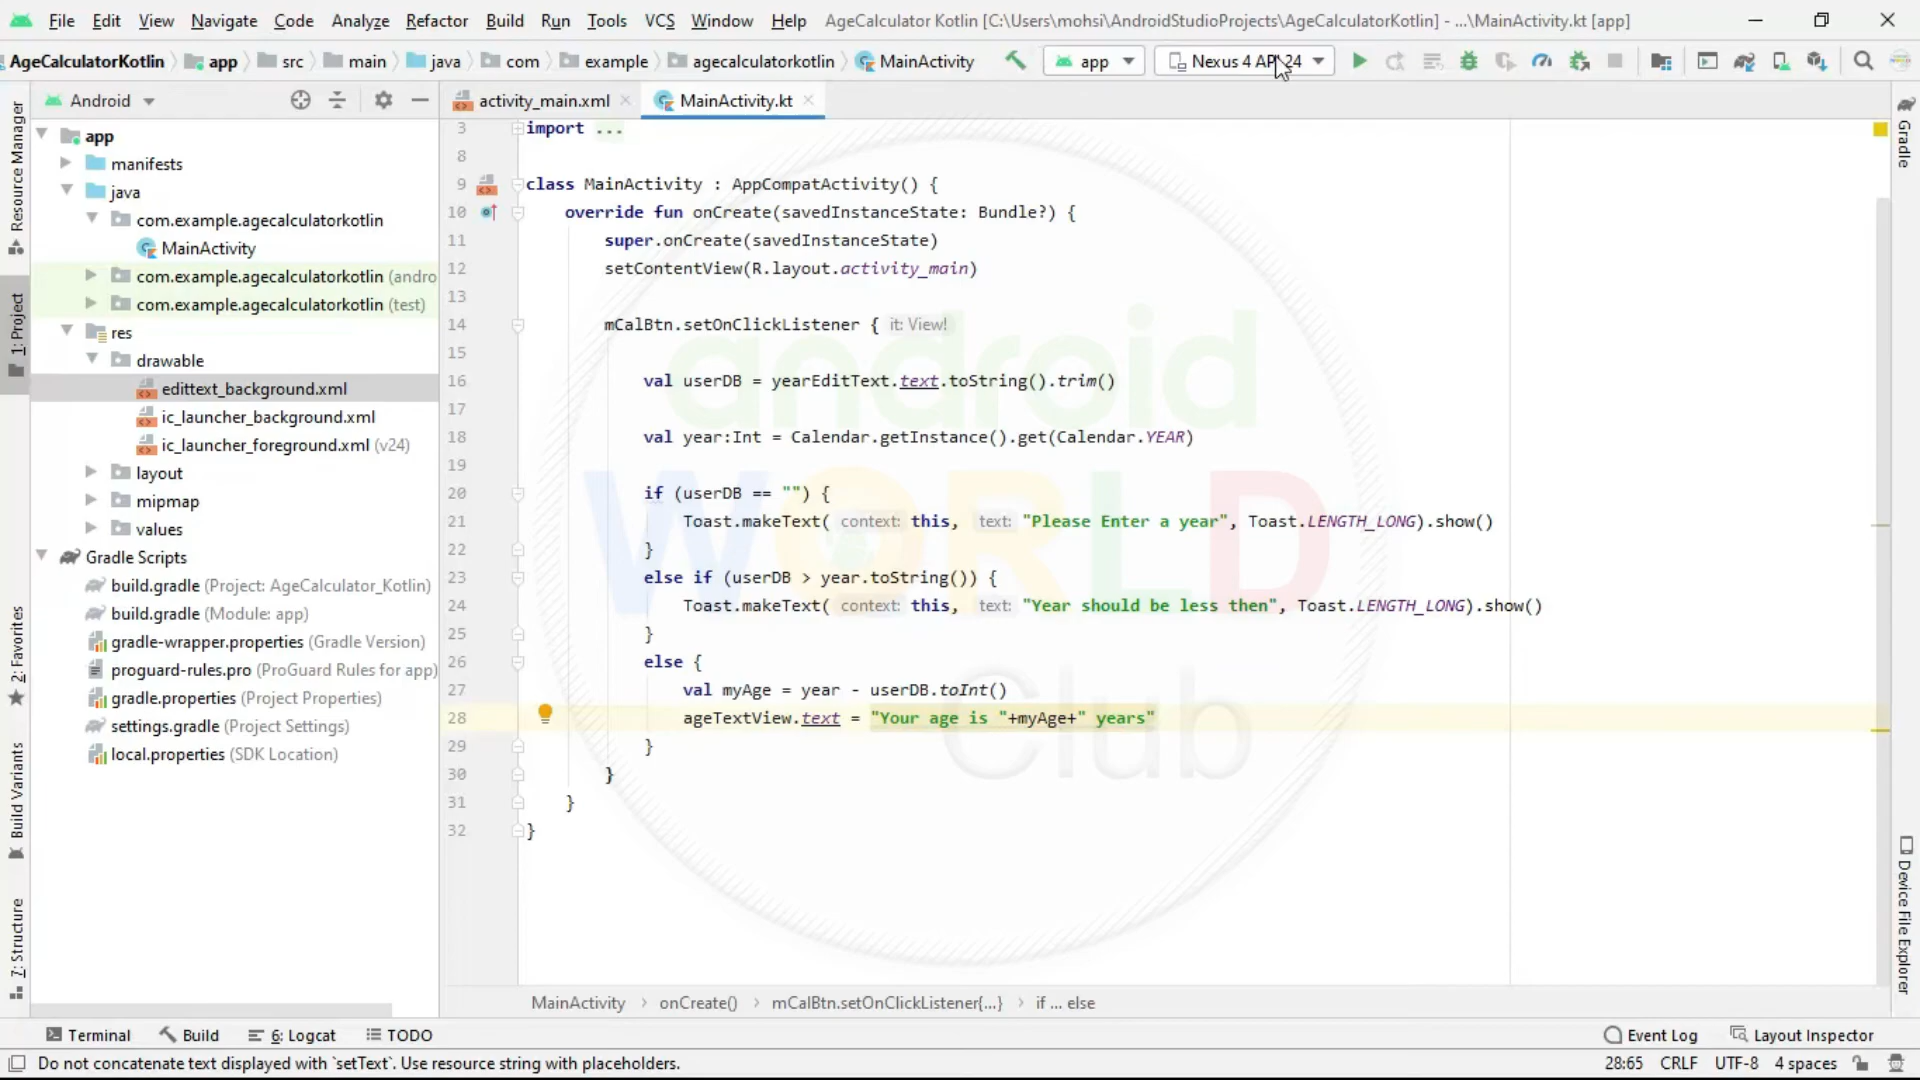 File Edit View Navigate Code Analyze Refactor Build Run Tools VCS Window Help AgeCalculator Kotlin [C:\Users\mohsi\AndroidStudioProjects\AgeCalculatorKotlin] - ...\MainActivity.kt [app]
AgeCalculatorKotlin app src main java com example agecalculatorkotlin MainActivity app Nexus 4 API 24
Android activity_main.xml MainActivity.kt
app
manifests
java
com.example.agecalculatorkotlin
MainActivity
com.example.agecalculatorkotlin (andro
com.example.agecalculatorkotlin (test)
res
drawable
edittext_background.xml
ic_launcher_background.xml
ic_launcher_foreground.xml (v24)
layout
mipmap
values
Gradle Scripts
build.gradle (Project: AgeCalculator_Kotlin)
build.gradle (Module: app)
gradle-wrapper.properties (Gradle Version)
proguard-rules.pro (ProGuard Rules for app)
gradle.properties (Project Properties)
settings.gradle (Project Settings)
local.properties (SDK Location)
Resource Manager
1: Project
2: Favorites
Build Variants
7: Structure
3 import ...
8
9 class MainActivity : AppCompatActivity() {
10 override fun onCreate(savedInstanceState: Bundle?) {
11 super.onCreate(savedInstanceState)
12 setContentView(R.layout.activity_main)
13
14 mCalBtn.setOnClickListener { it: View!
15
16 val userDB = yearEditText.text.toString().trim()
17
18 val year:Int = Calendar.getInstance().get(Calendar.YEAR)
19
20 if (userDB == "") {
21 Toast.makeText( context: this, text: "Please Enter a year", Toast.LENGTH_LONG).show()
22 }
23 else if (userDB > year.toString()) {
24 Toast.makeText( context: this, text: "Year should be less then", Toast.LENGTH_LONG).show()
25 }
26 else {
27 val myAge = year - userDB.toInt()
28 ageTextView.text = "Your age is "+myAge+" years"
29 }
30 }
31 }
32 }
android
WORLD
Club
Gradle
Device File Explorer
MainActivity onCreate() mCalBtn.setOnClickListener{...} if ... else
Terminal Build 6: Logcat TODO Event Log Layout Inspector
Do not concatenate text displayed with `setText`. Use resource string with placeholders. 28:65 CRLF UTF-8 4 spaces